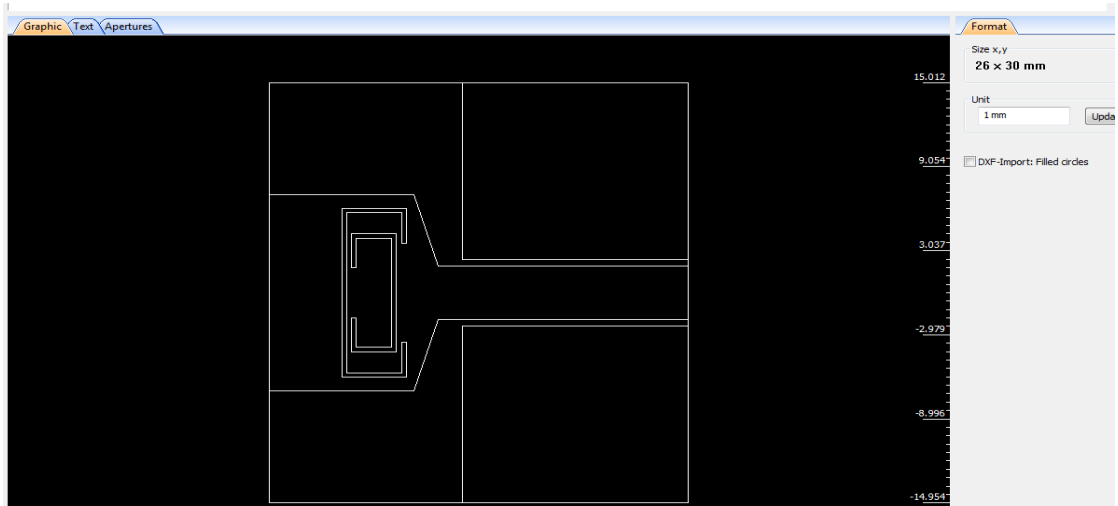 Graphic Text Apertures
Format
Size x,y
26 x 30 mm
Unit
1 mm
Upda
DXF-Import: Filled circles
15.012
9.054
3.037
-2.979
-8.996
-14.954